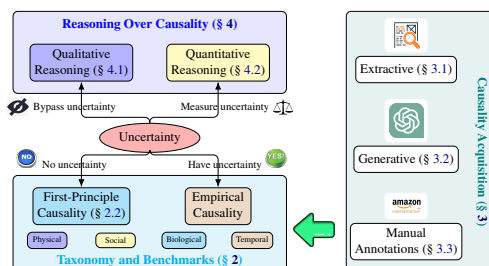 Reasoning Over Causality (§ 4)
Qualitative
Reasoning (§ 4.1)
Quantitative
Reasoning (§ 4.2)
Bypass uncertainty
Measure uncertainty
Uncertainty
NO
No uncertainty
Have uncertainty
YES!
First-Principle
Causality (§ 2.2)
Empirical
Causality
Physical
Social
Biological
Temporal
Taxonomy and Benchmarks (§ 2)
Extractive (§ 3.1)
Generative (§ 3.2)
amazon
Manual
Annotations (§ 3.3)
Causality Acquisition (§ 3)